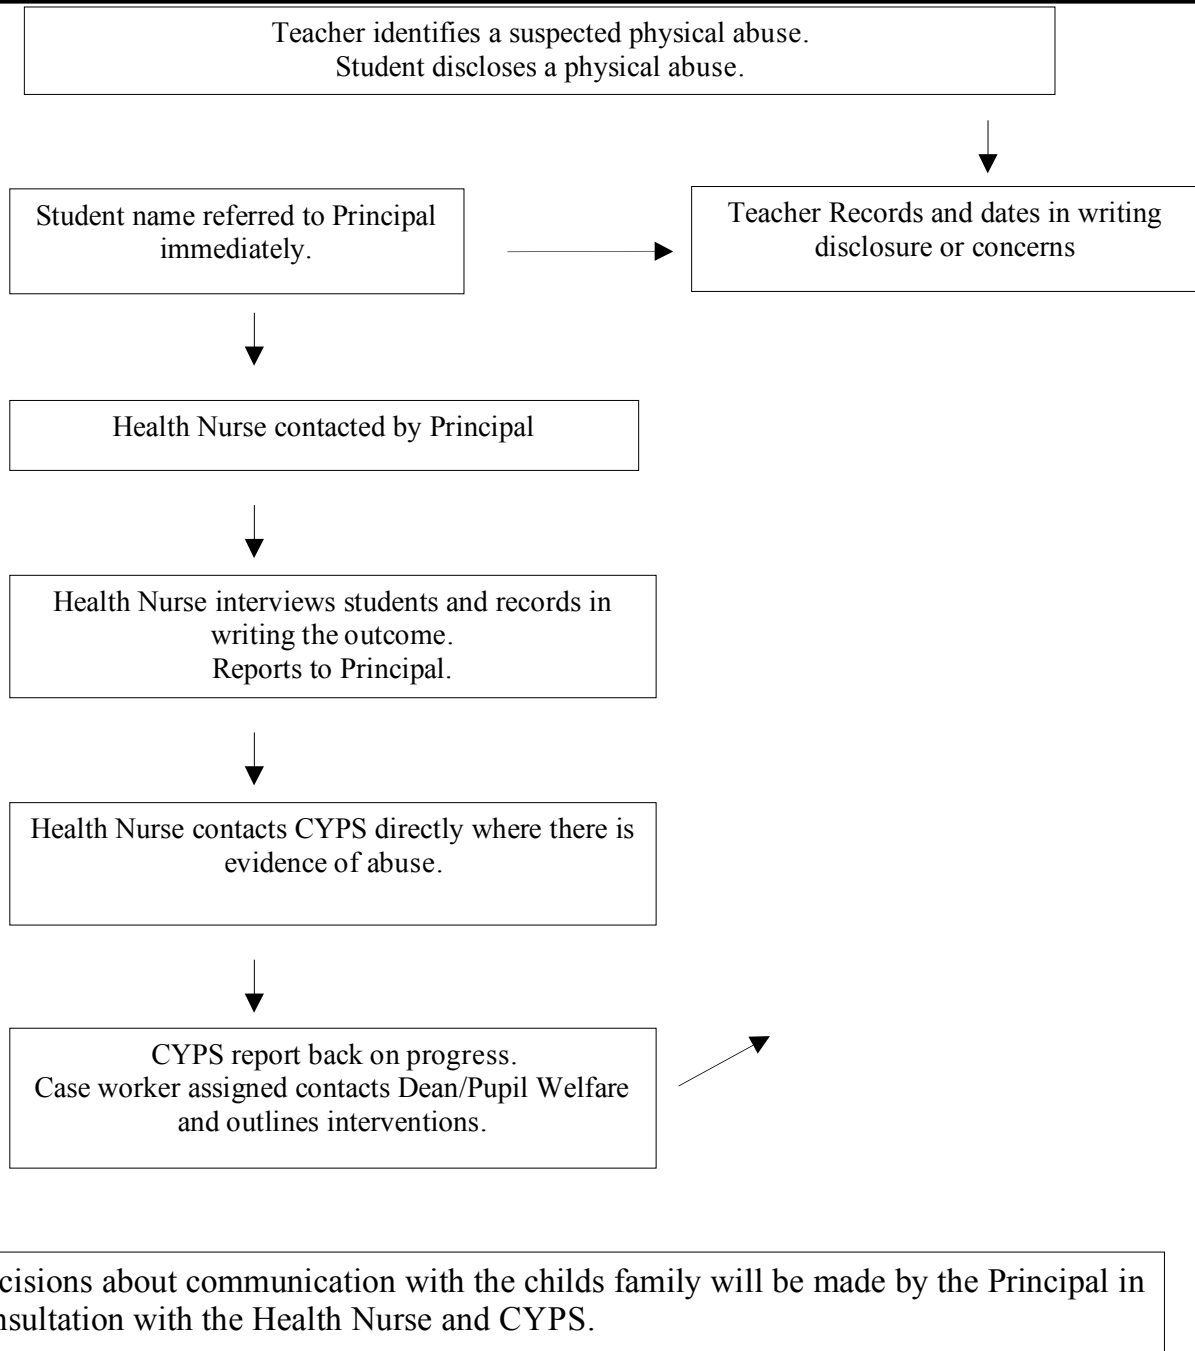 Teacher identifies a suspected physical abuse.
Student discloses a physical abuse.
Student name referred to Principal
immediately.
Teacher Records and dates in writing
disclosure or concerns
Health Nurse contacted by Principal
Health Nurse interviews students and records in
writing the outcome.
Reports to Principal.
Health Nurse contacts CYPS directly where there is
evidence of abuse.
CYPS report back on progress.
Case worker assigned contacts Dean/Pupil Welfare
and outlines interventions.
cisions about communication with the childs family will be made by the Principal in
nsultation with the Health Nurse and CYPS.